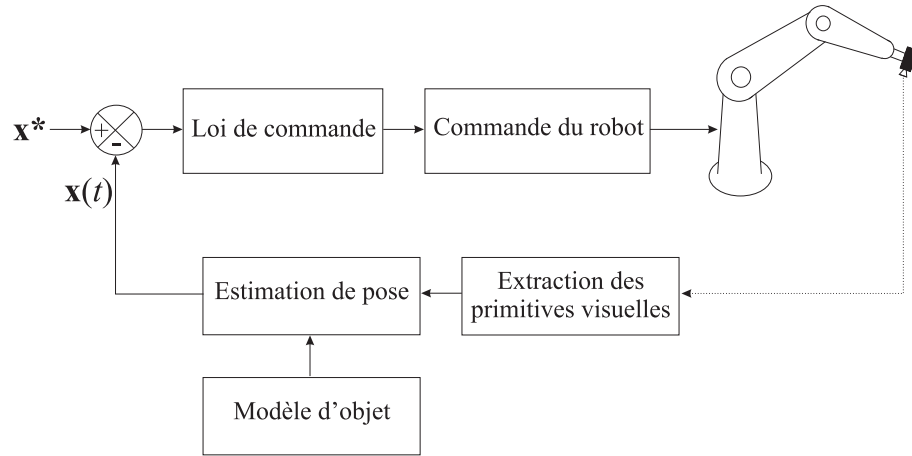 x*
+
-
Loi de commande
Commande du robot
x(t)
Estimation de pose
Extraction des
primitives visuelles
Modèle d’objet